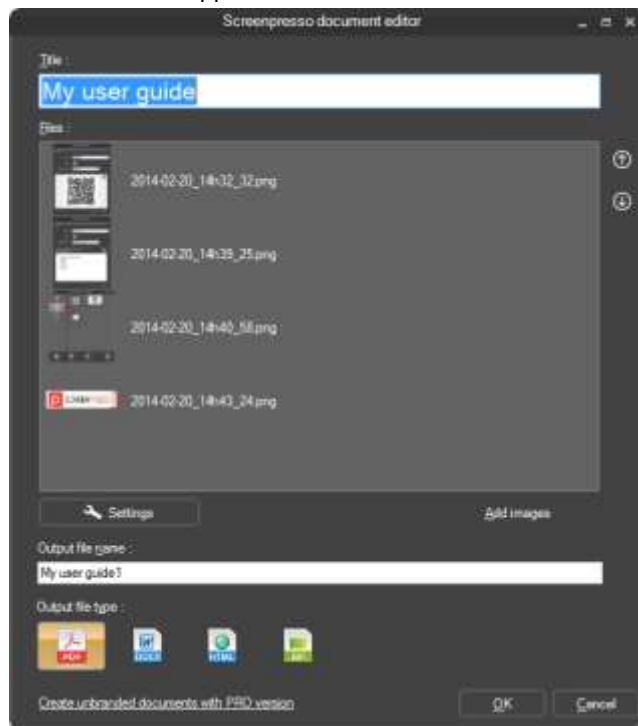 Screenpresso document editor
Title :
My user guide
Files :
2014-02-20_14h32_32.png
2014-02-20_14h39_25.png
2014-02-20_14h40_58.png
2014-02-20_14h43_24.png
Settings
Add images
Output file name :
My user guide1
Output file type :
PDF
DOCX
HTML
Create unbranded documents with PRO version
OK
Cancel